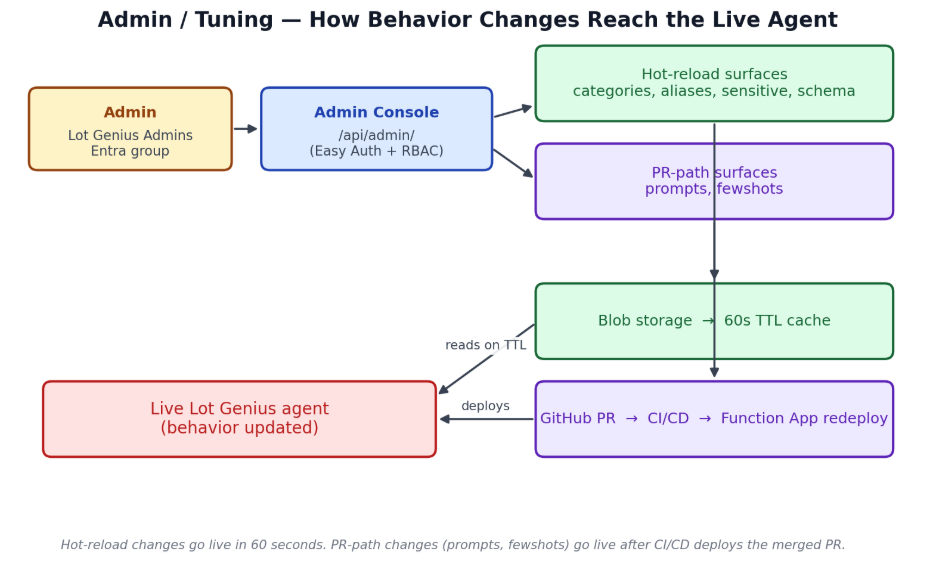 Admin / Tuning — How Behavior Changes Reach the Live Agent
Hot-reload surfaces
categories, aliases, sensitive, schema
Admin
Lot Genius Admins
Entra group
Admin Console
/api/admin/
(Easy Auth + RBAC)
PR-path surfaces
prompts, fewshots
Blob storage → 60s TTL cache
reads on TTL
Live Lot Genius agent
(behavior updated)
deploys
GitHub PR → CI/CD → Function App redeploy
Hot-reload changes go live in 60 seconds. PR-path changes (prompts, fewshots) go live after CI/CD deploys the merged PR.